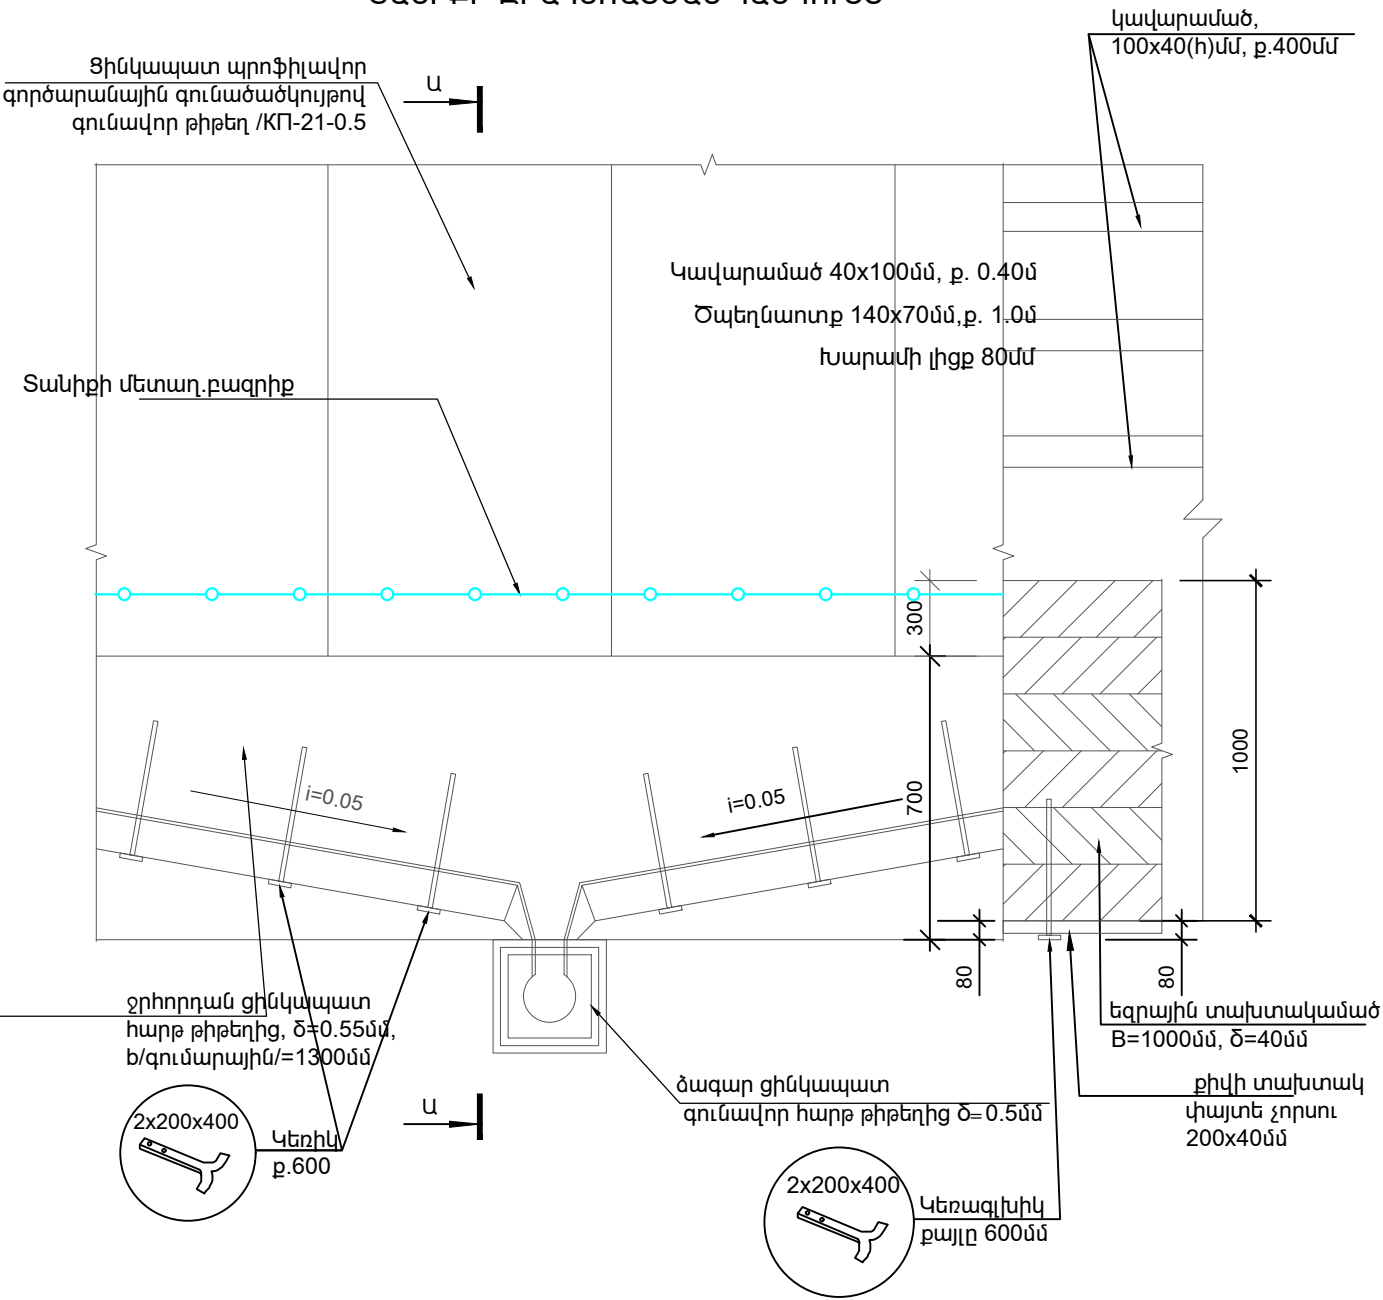 կավարամած,
100x40(h)մմ, ք.400մմ
Ցինկապատ պրոֆիլավոր
գործարանային գունածածկույթով
գունավոր թիթեղ /КП-21-0.5
Ա
Կավարամած 40x100մմ, ք. 0.40մ
Ծպեղնաոտք 140x70մմ,ք. 1.0մ
Խարամի լիցք 80մմ
Տանիքի մետաղ.բազրիք
300
1000
700
i=0.05
i=0.05
80
80
ջրհորդան ցինկապատ
հարթ թիթեղից, δ=0.55մմ,
b/գումարային/=1300մմ
եզրային տախտակամած
B=1000մմ, δ=40մմ
քիվի տախտակ
փայտե չորսու
200x40մմ
ձագար ցինկապատ
գունավոր հարթ թիթեղից δ=0.5մմ
Ա
2x200x400
Կեռիկ
ք.600
2x200x400
Կեռագլխիկ
քայլը 600մմ